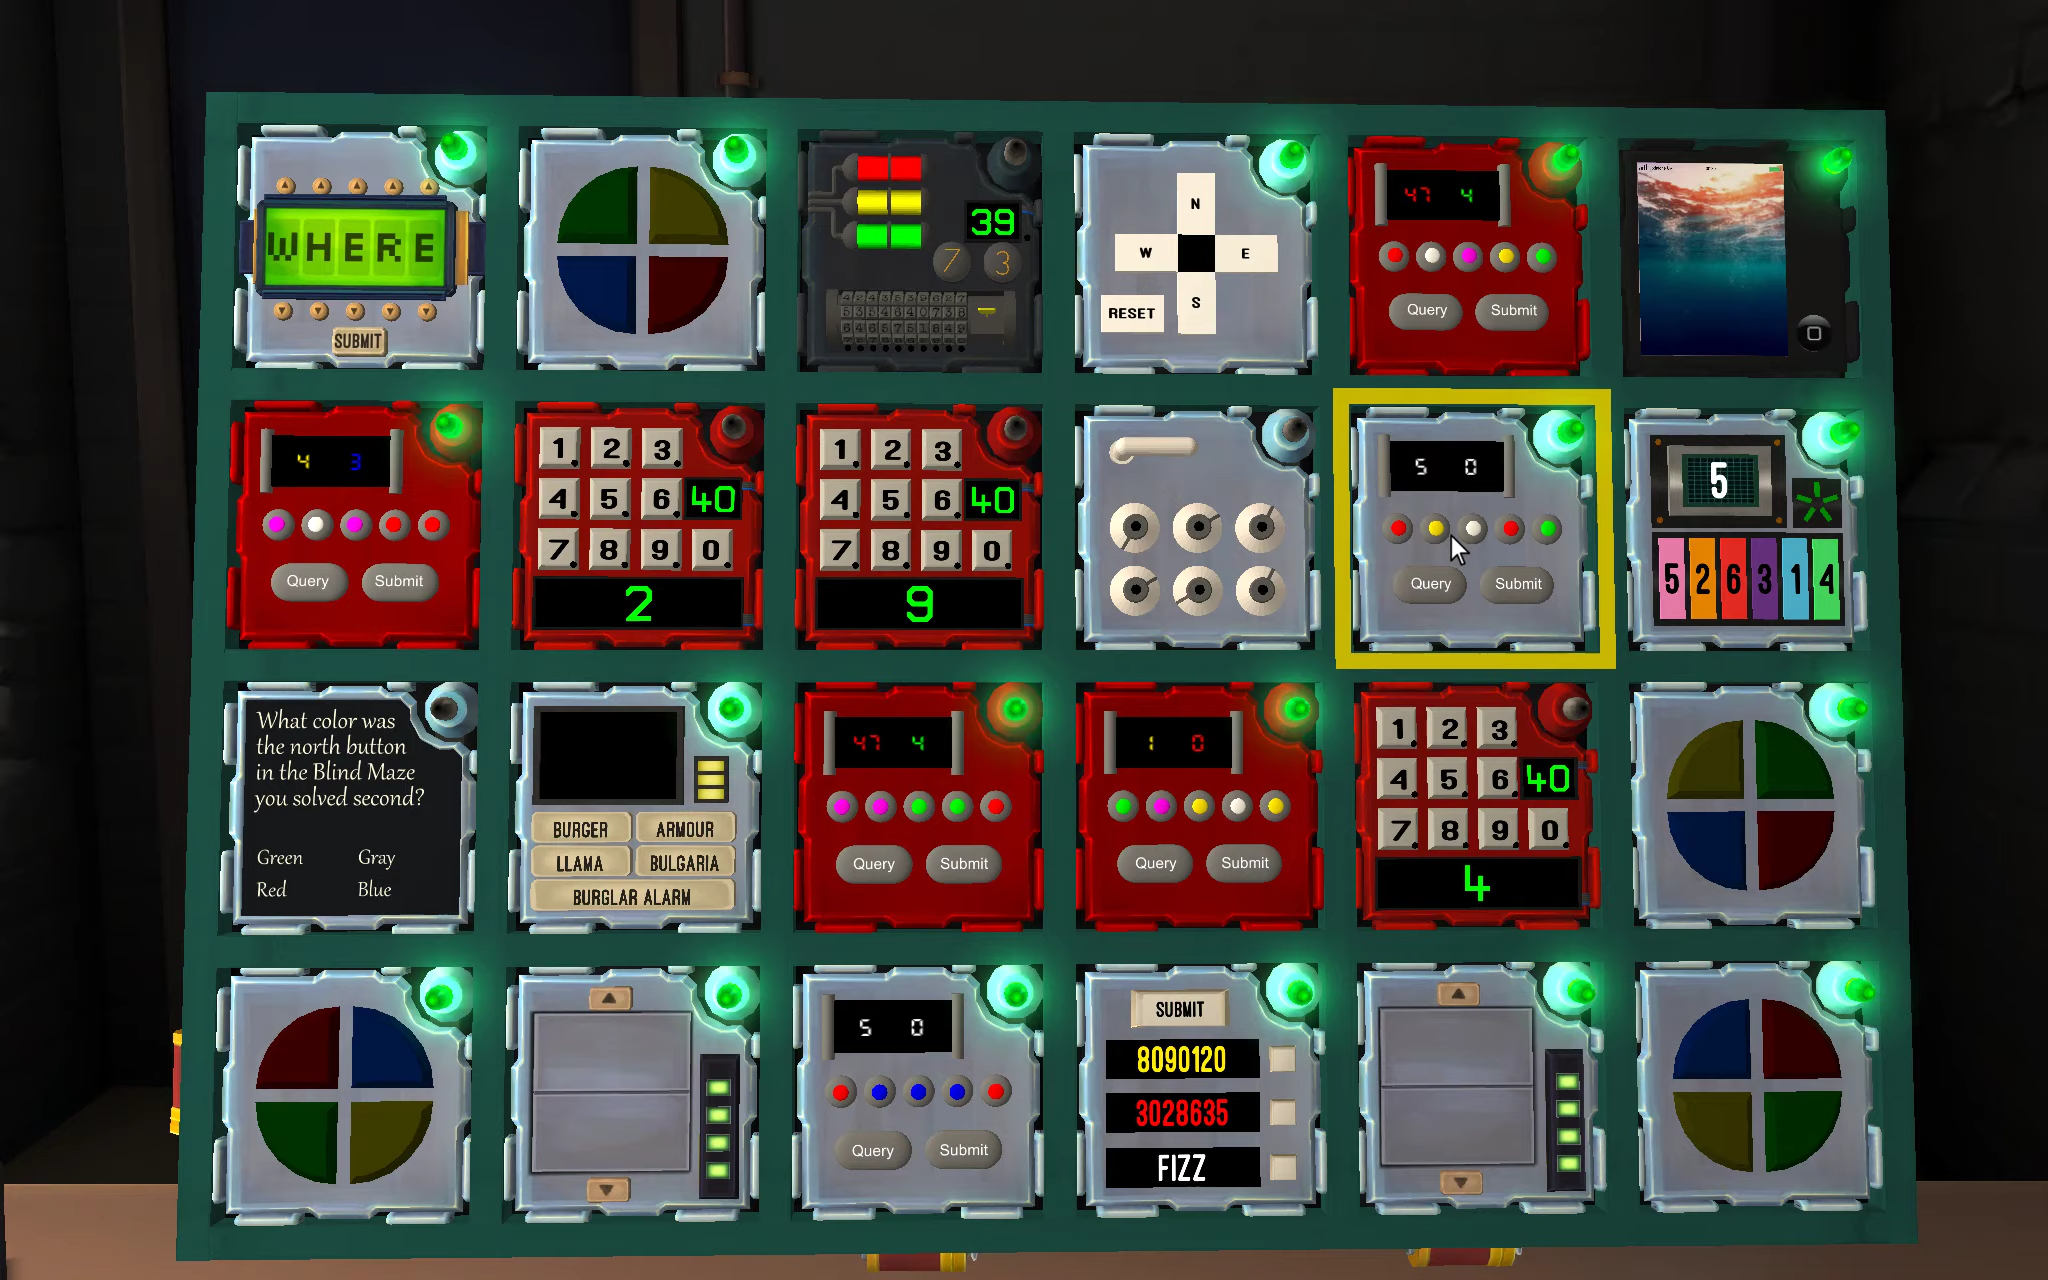 WHERE
SUBMIT
39
7 3
N
W E
S
RESET
47 4
Query Submit
4 3
Query Submit
1 2 3
4 5 6 40
7 8 9 0
2
1 2 3
4 5 6 40
7 8 9 0
9
5 0
Query Submit
5
5 2 6 3 1 4
What color was
the north button
in the Blind Maze
you solved second?
Green Gray
Red Blue
BURGER ARMOUR
LLAMA BULGARIA
BURGLAR ALARM
47 4
Query Submit
1 0
Query Submit
1 2 3
4 5 6 40
7 8 9 0
4
5 0
Query Submit
SUBMIT
8090120
3028635
FIZZ